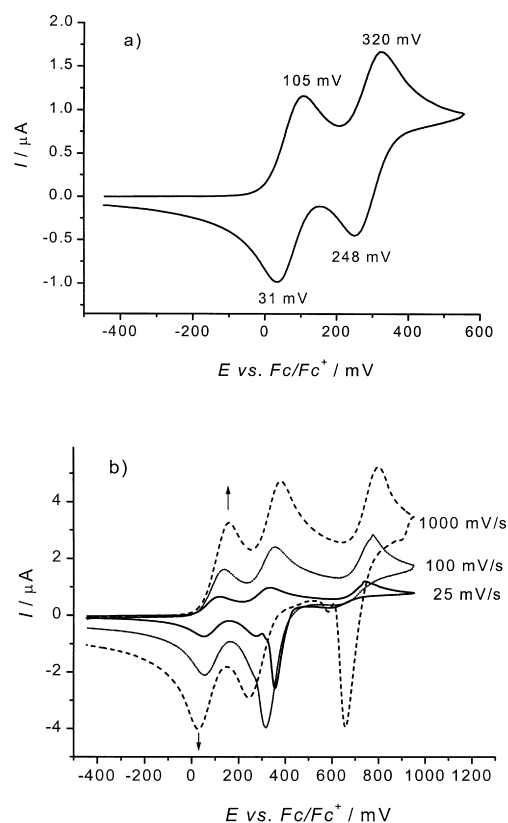 a)
2.0
1.5
1.0
0.5
0.0
-0.5
-1.0
I / μA
105 mV
320 mV
31 mV
248 mV
-400 -200 0 200 400 600
E vs. Fc/Fc⁺ / mV
b)
4
2
0
-2
-4
I / μA
1000 mV/s
100 mV/s
25 mV/s
-400 -200 0 200 400 600 800 1000 1200
E vs. Fc/Fc⁺ / mV